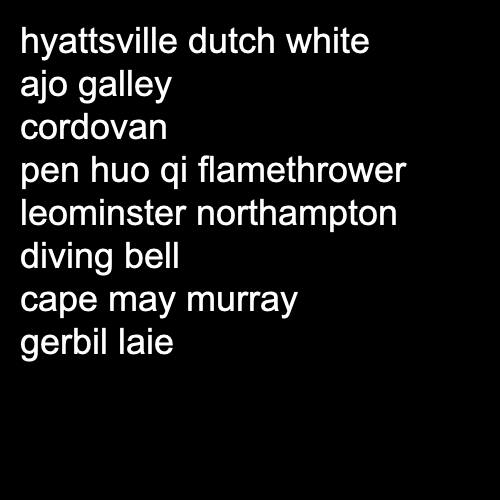 hyattsville dutch white
ajo galley
cordovan
pen huo qi flamethrower
leominster northampton
diving bell
cape may murray
gerbil laie